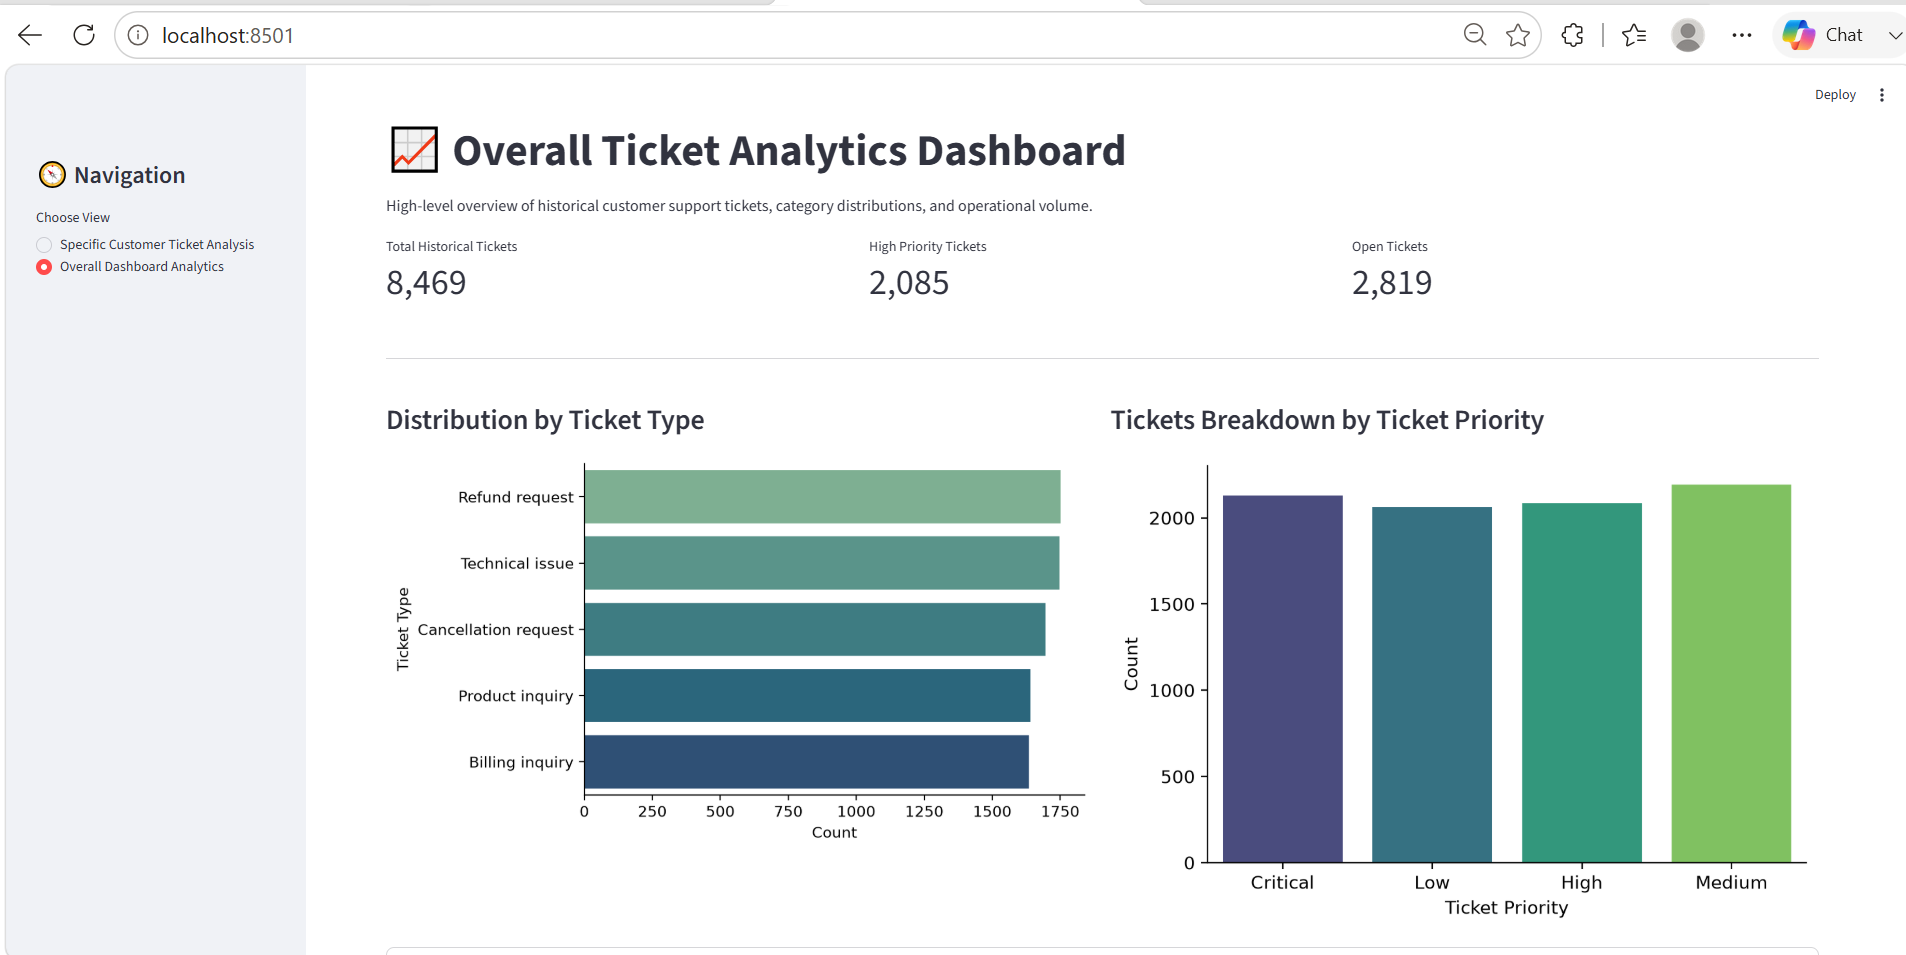 localhost:8501
Chat
Deploy
Navigation
Choose View
Specific Customer Ticket Analysis
Overall Dashboard Analytics
Overall Ticket Analytics Dashboard
High-level overview of historical customer support tickets, category distributions, and operational volume.
Total Historical Tickets
8,469
High Priority Tickets
2,085
Open Tickets
2,819
Distribution by Ticket Type
Ticket Type
Refund request
Technical issue
Cancellation request
Product inquiry
Billing inquiry
0 250 500 750 1000 1250 1500 1750
Count
Tickets Breakdown by Ticket Priority
Count
2000
1500
1000
500
0
Critical Low High Medium
Ticket Priority